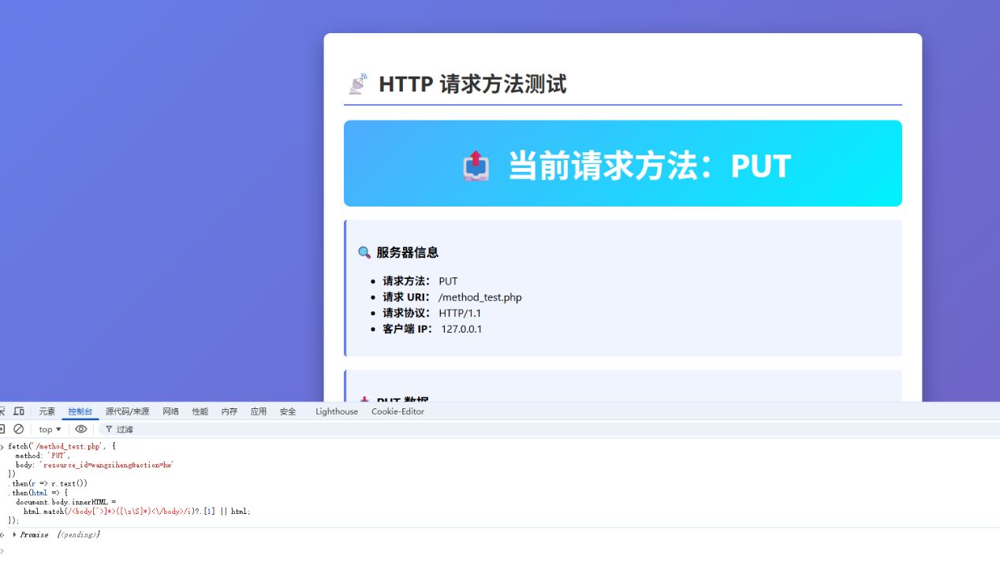 HTTP 请求方法测试
当前请求方法：PUT
服务器信息
请求方法： PUT
请求 URI： /method_test.php
请求协议： HTTP/1.1
客户端 IP： 127.0.0.1
PUT 数据
元素 控制台 源代码/来源 网络 性能 内存 应用 安全 Lighthouse Cookie-Editor
top ▼ 过滤
fetch('/method_test.php', {
method: 'PUT',
body: 'resource_id=wangziheng&action=hw'
})
.then(r => r.text())
.then(html => {
document.body.innerHTML =
html.match(/<body[^>]*>([\s\S]*)<\/body>/i)?.[1] || html;
});
Promise {<pending>}